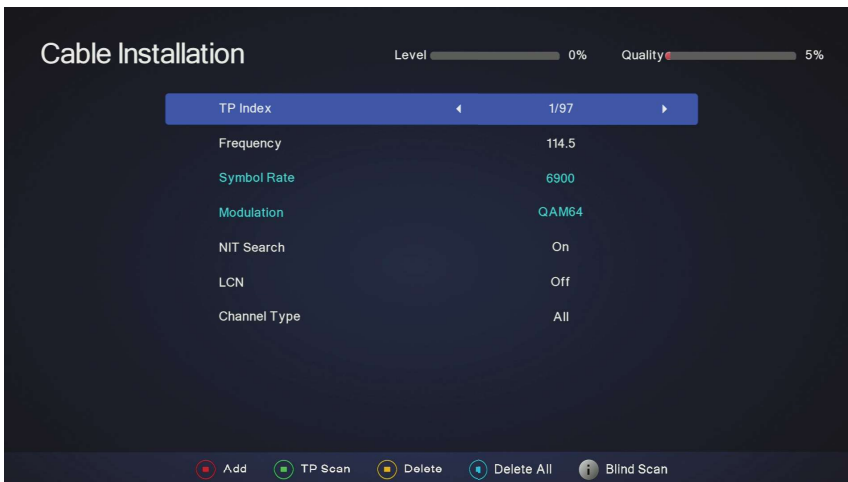 Cable Installation Level 0% Quality 5%
TP Index 1/97
Frequency 114.5
Symbol Rate 6900
Modulation QAM64
NIT Search On
LCN Off
Channel Type All
Add TP Scan Delete Delete All i Blind Scan